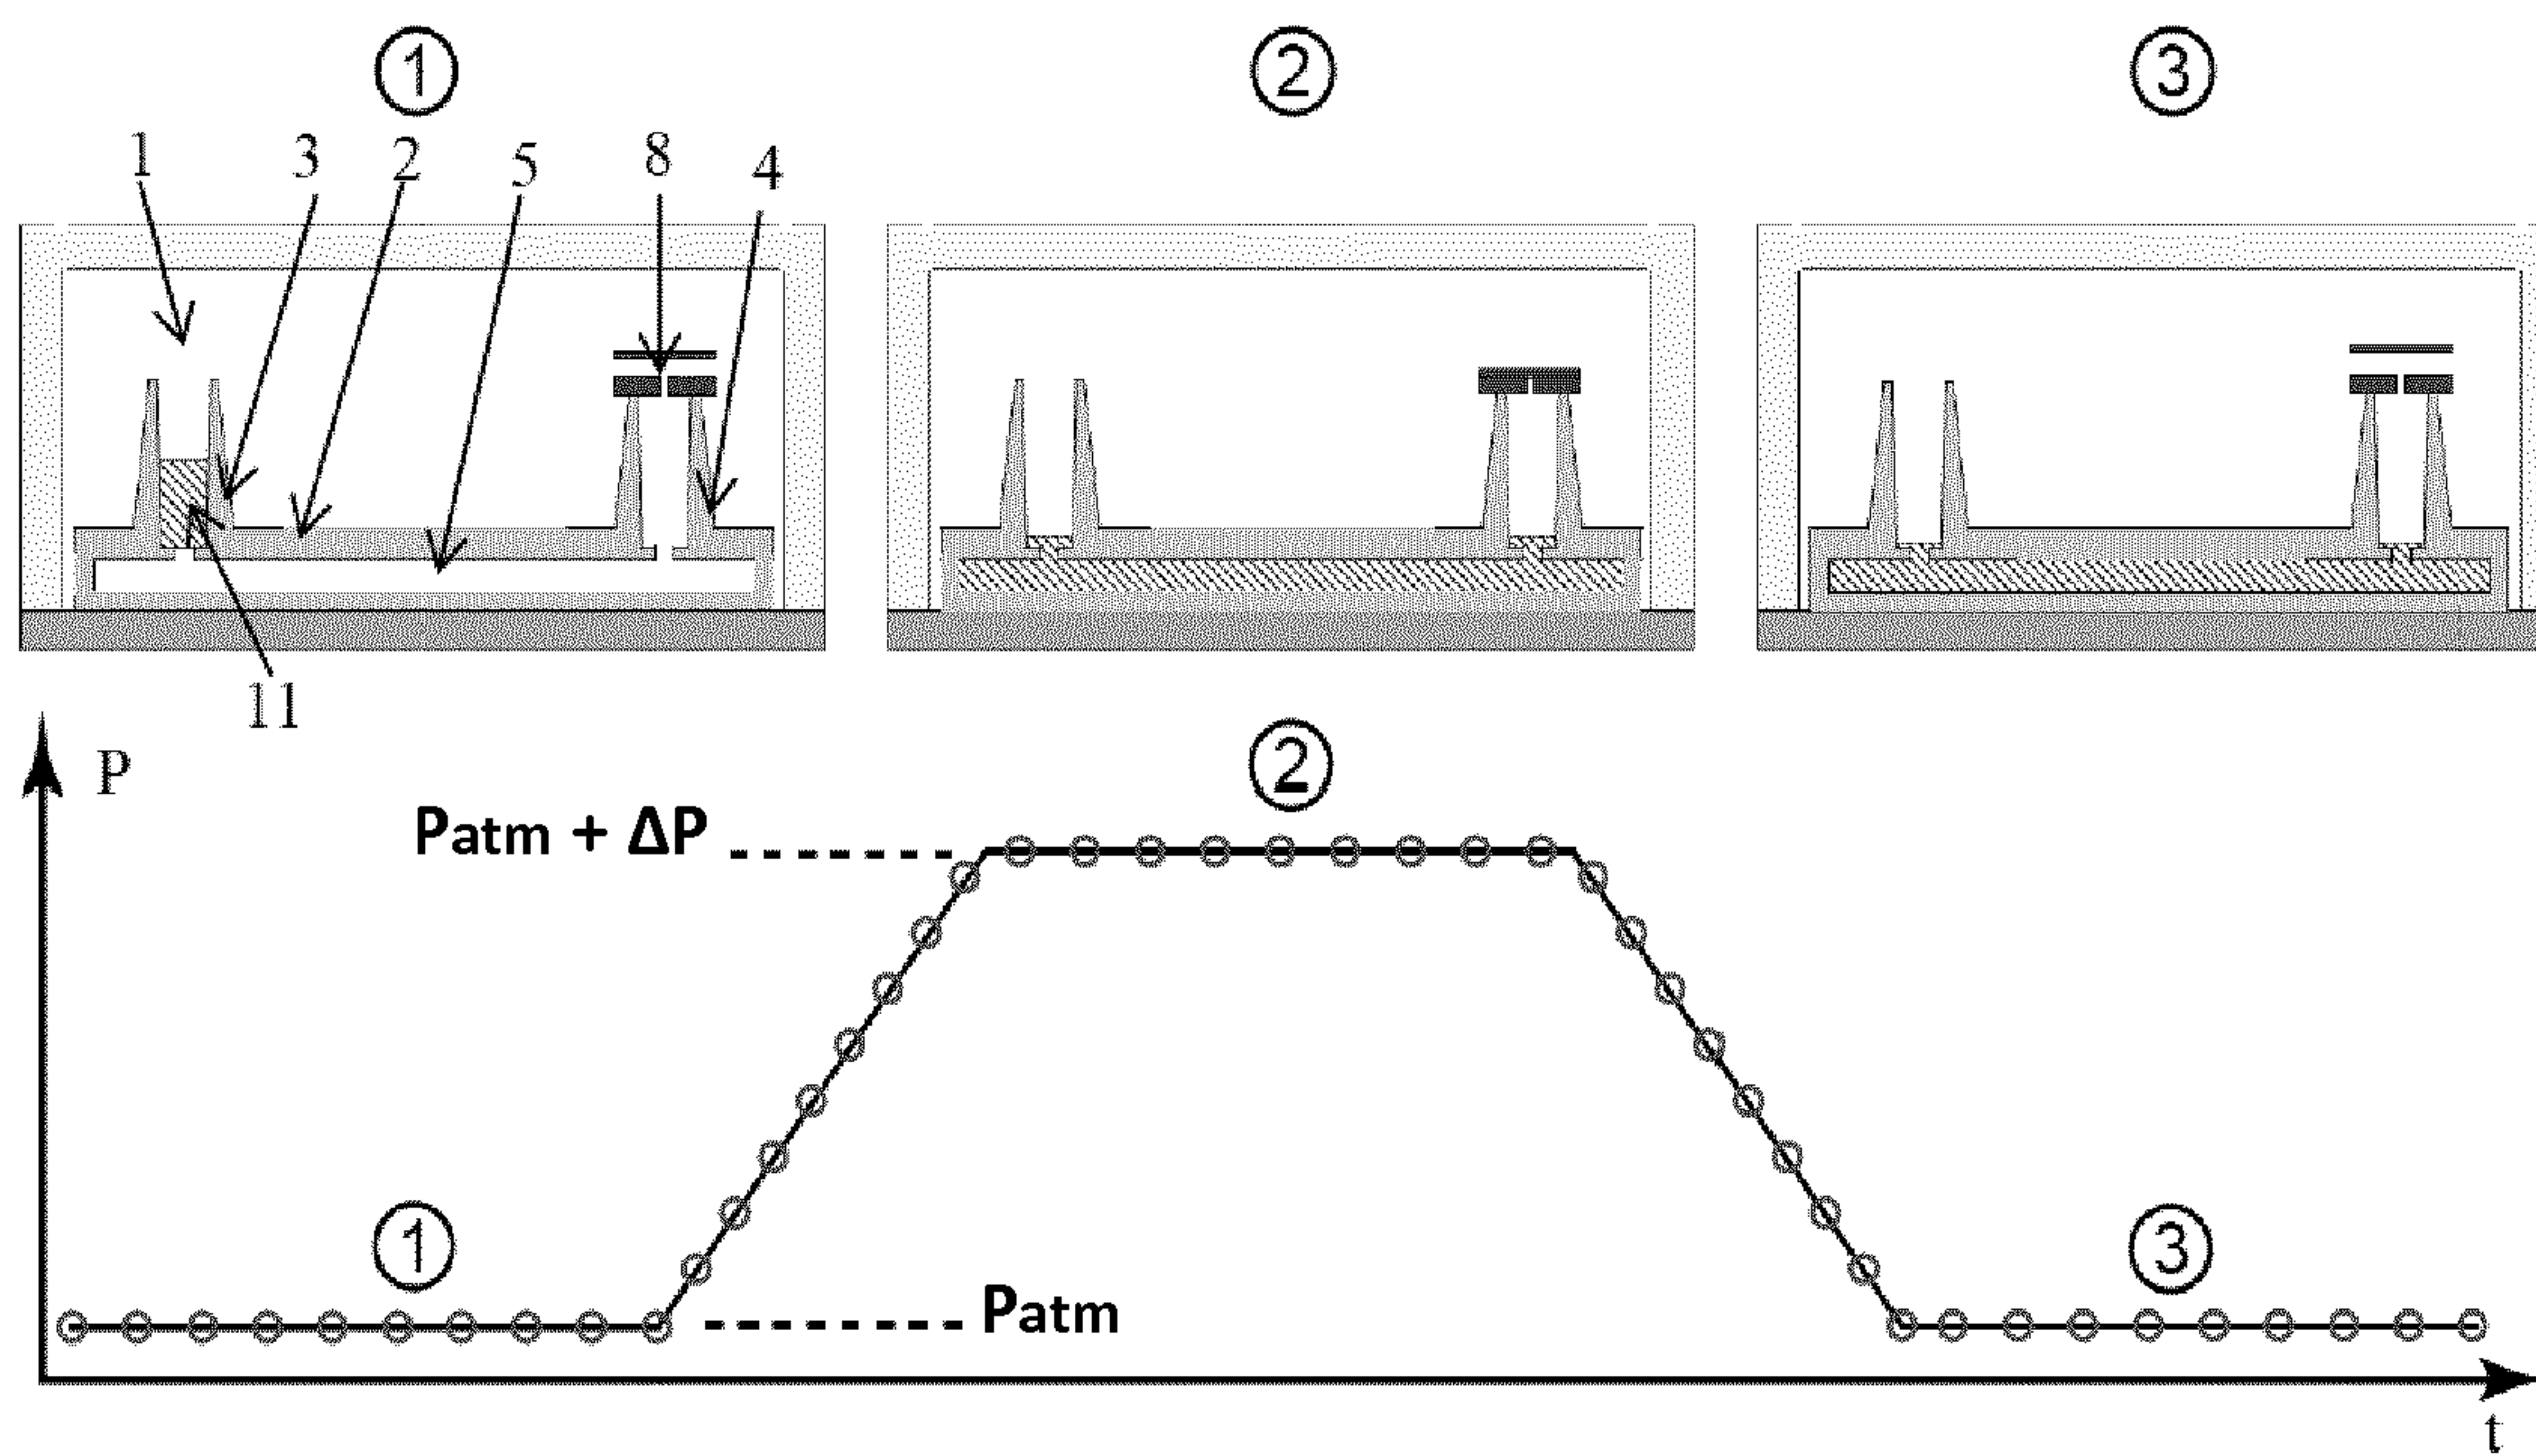 ① ② ③
1 3 2 5 8 4
11
P
②
Patm + ΔP
① ③
Patm
t